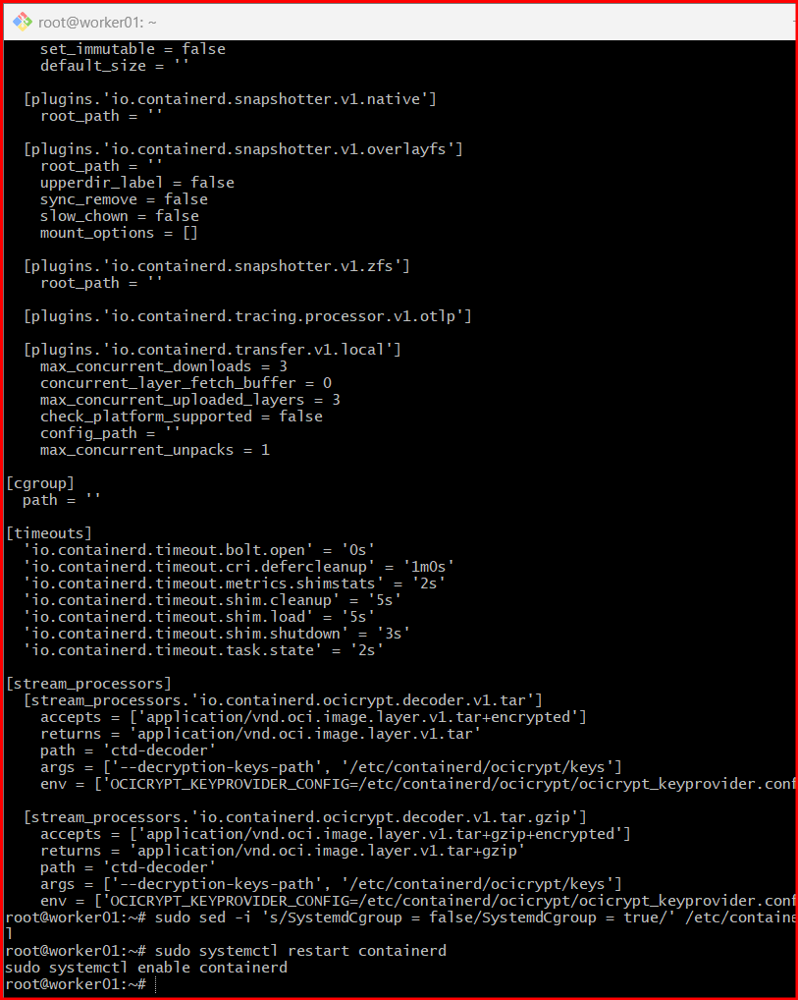 root@worker01: ~
set_immutable = false
default_size = ''
[plugins.'io.containerd.snapshotter.v1.native']
root_path = ''
[plugins.'io.containerd.snapshotter.v1.overlayfs']
root_path = ''
upperdir_label = false
sync_remove = false
slow_chown = false
mount_options = []
[plugins.'io.containerd.snapshotter.v1.zfs']
root_path = ''
[plugins.'io.containerd.tracing.processor.v1.otlp']
[plugins.'io.containerd.transfer.v1.local']
max_concurrent_downloads = 3
concurrent_layer_fetch_buffer = 0
max_concurrent_uploaded_layers = 3
check_platform_supported = false
config_path = ''
max_concurrent_unpacks = 1
[cgroup]
path = ''
[timeouts]
'io.containerd.timeout.bolt.open' = '0s'
'io.containerd.timeout.cri.defercleanup' = '1m0s'
'io.containerd.timeout.metrics.shimstats' = '2s'
'io.containerd.timeout.shim.cleanup' = '5s'
'io.containerd.timeout.shim.load' = '5s'
'io.containerd.timeout.shim.shutdown' = '3s'
'io.containerd.timeout.task.state' = '2s'
[stream_processors]
[stream_processors.'io.containerd.ocicrypt.decoder.v1.tar']
accepts = ['application/vnd.oci.image.layer.v1.tar+encrypted']
returns = 'application/vnd.oci.image.layer.v1.tar'
path = 'ctd-decoder'
args = ['--decryption-keys-path', '/etc/containerd/ocicrypt/keys']
env = ['OCICRYPT_KEYPROVIDER_CONFIG=/etc/containerd/ocicrypt/ocicrypt_keyprovider.conf
[stream_processors.'io.containerd.ocicrypt.decoder.v1.tar.gzip']
accepts = ['application/vnd.oci.image.layer.v1.tar+gzip+encrypted']
returns = 'application/vnd.oci.image.layer.v1.tar+gzip'
path = 'ctd-decoder'
args = ['--decryption-keys-path', '/etc/containerd/ocicrypt/keys']
env = ['OCICRYPT_KEYPROVIDER_CONFIG=/etc/containerd/ocicrypt/ocicrypt_keyprovider.conf
root@worker01:~# sudo sed -i 's/SystemdCgroup = false/SystemdCgroup = true/' /etc/containe
l
root@worker01:~# sudo systemctl restart containerd
sudo systemctl enable containerd
root@worker01:~#